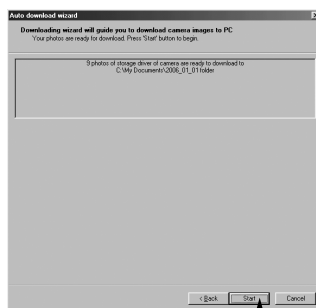 Auto download wizard
Downloading wizard will guide you to download camera images to PC
Your photos are ready for download. Press 'Start' button to begin.
9 photos of storage driver of camera are ready to download to
C:\My Documents\2006_01_01 folder
< Back Start Cancel